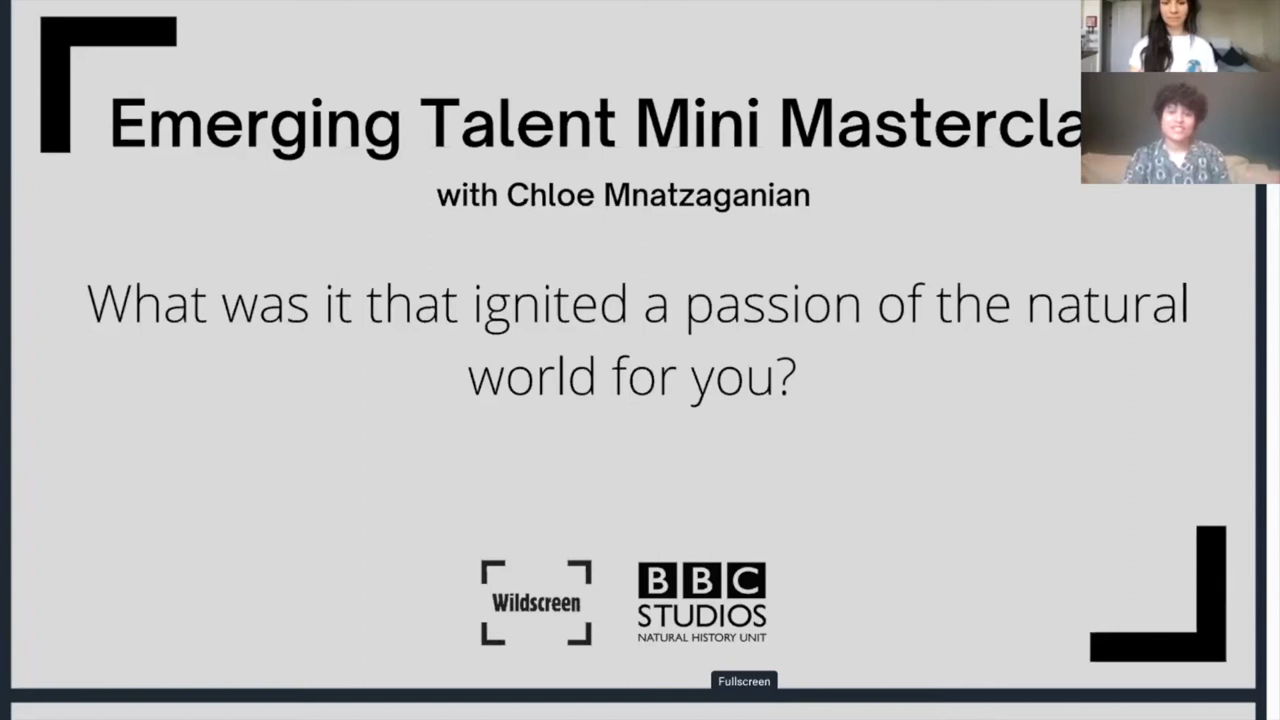 Emerging Talent Mini Mastercla
with Chloe Mnatzaganian
What was it that ignited a passion of the natural
world for you?
Wildscreen
BBC
STUDIOS
NATURAL HISTORY UNIT
Fullscreen